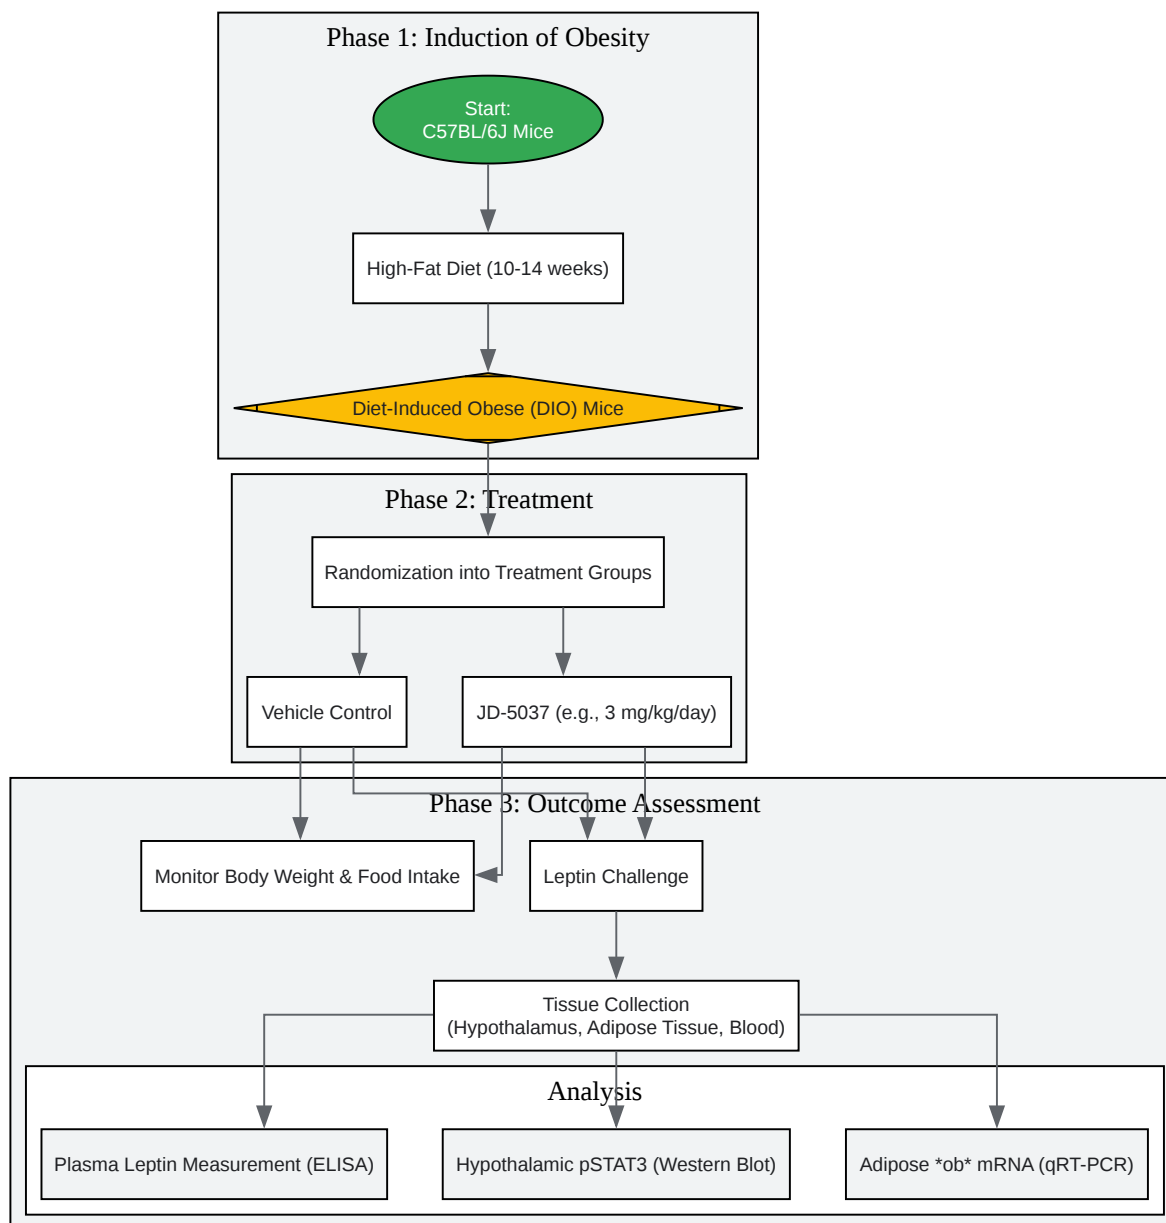 Phase 1: Induction of Obesity
Start:
C57BL/6J Mice
High-Fat Diet (10-14 weeks)
Diet-Induced Obese (DIO) Mice
Phase 2: Treatment
Randomization into Treatment Groups
Vehicle Control
JD-5037 (e.g., 3 mg/kg/day)
Phase 3: Outcome Assessment
Monitor Body Weight & Food Intake
Leptin Challenge
Tissue Collection
(Hypothalamus, Adipose Tissue, Blood)
Analysis
Plasma Leptin Measurement (ELISA)
Hypothalamic pSTAT3 (Western Blot)
Adipose *ob* mRNA (qRT-PCR)